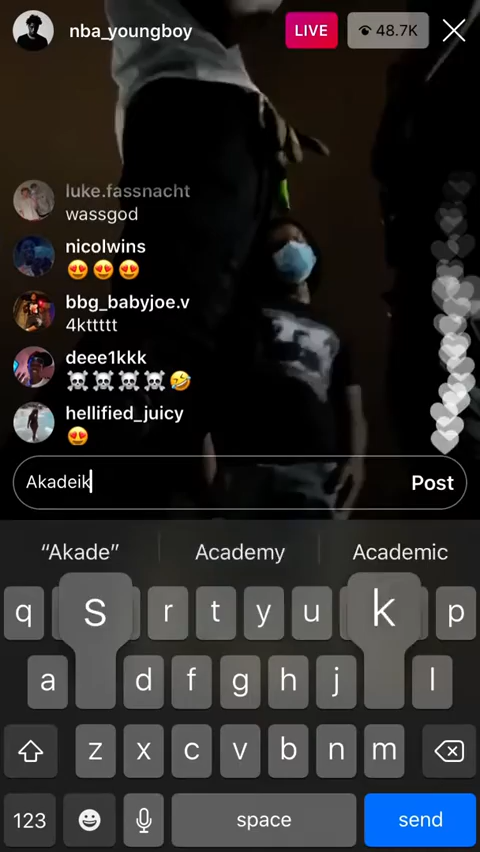 nba_youngboy
LIVE
48.7K
luke.fassnacht
wassgod
nicolwins
😍😍😍
bbg_babyjoe.v
4kttttt
deee1kkk
☠️☠️☠️☠️🤣
hellified_juicy
😍
Akadeik
Post
“Akade”
Academy
Academic
q s r t y u k p
a d f g h j l
z x c v b n m
123
space
send